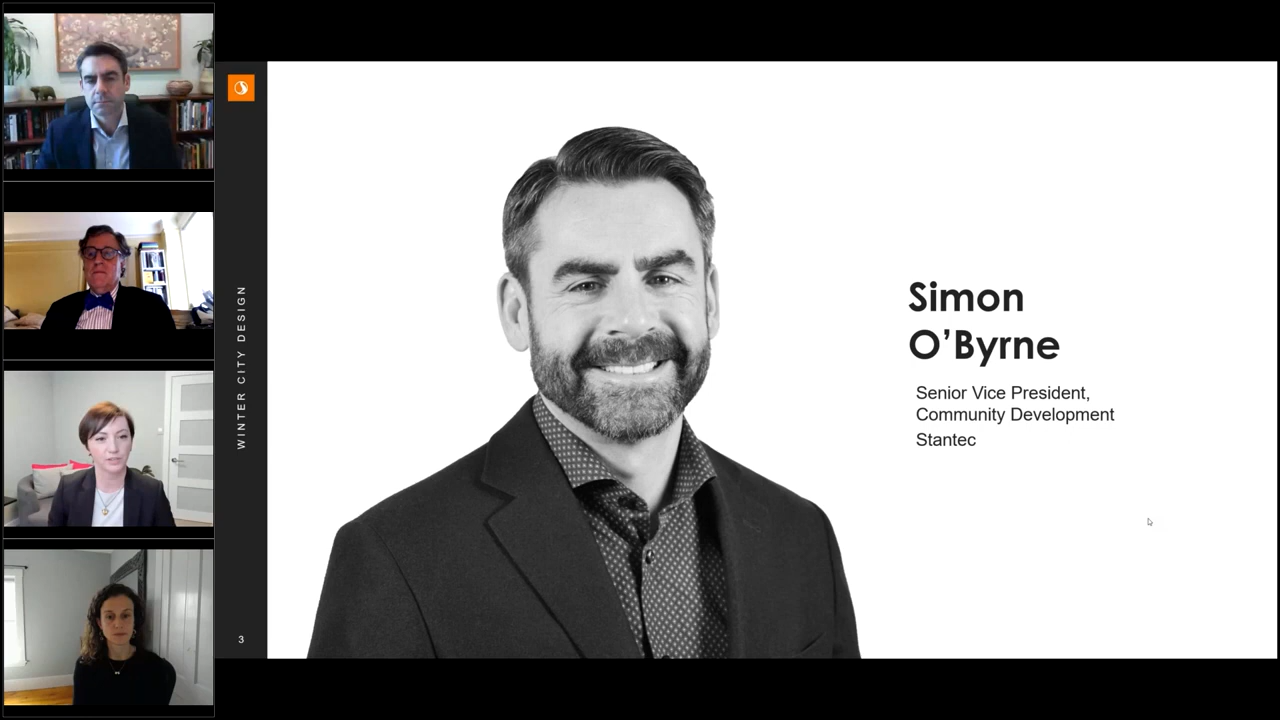 WINTER CITY DESIGN
3
Simon
O’Byrne
Senior Vice President,
Community Development
Stantec